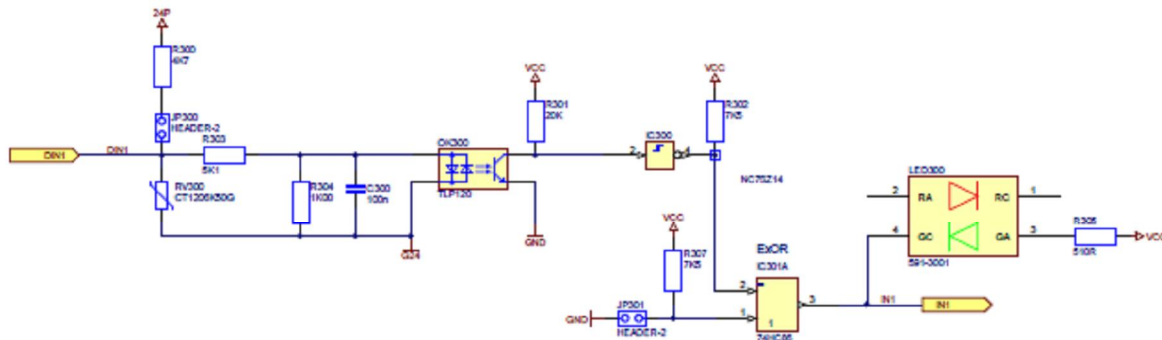 24P
R300
4K7
JP300
HEADER-2
DIN1
DIN1
R303
5K1
RV300
CT1206K50G
R304
1K00
C300
100n
G24
OK300
TLP120
VCC
R301
20K
GND
2
IC300
4
VCC
R302
7K5
NC7SZ14
VCC
R307
7K5
GND
JP301
HEADER-2
ExOR
IC301A
2
1
1
3
74HC86
LED300
2
RA
RC
1
4
GC
GA
3
591-3001
R305
510R
VCC
IN1
IN1